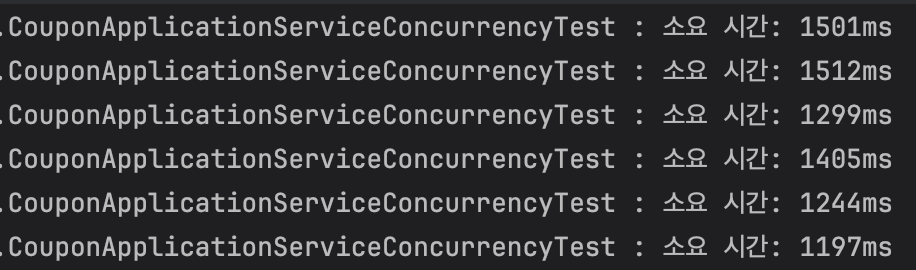 .CouponApplicationServiceConcurrencyTest : 소요 시간: 1501ms
.CouponApplicationServiceConcurrencyTest : 소요 시간: 1512ms
.CouponApplicationServiceConcurrencyTest : 소요 시간: 1299ms
.CouponApplicationServiceConcurrencyTest : 소요 시간: 1405ms
.CouponApplicationServiceConcurrencyTest : 소요 시간: 1244ms
.CouponApplicationServiceConcurrencyTest : 소요 시간: 1197ms